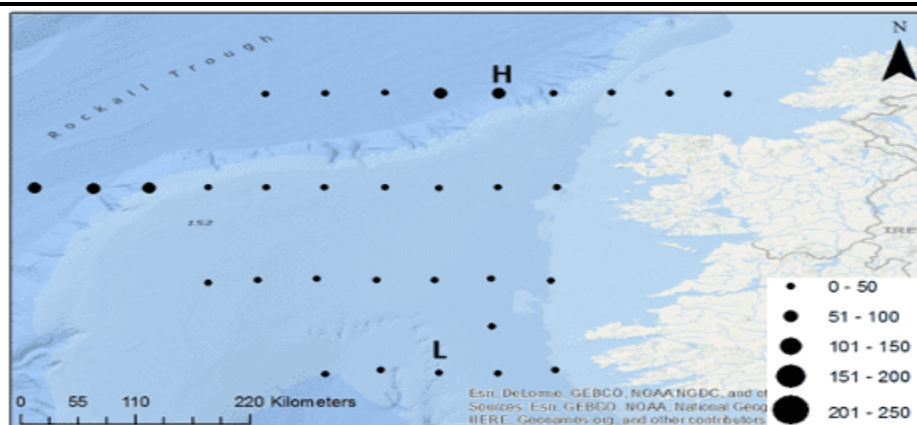 N
Rockall Trough
H
152
IRE
0 - 50
51 - 100
101 - 150
151 - 200
201 - 250
L
0 55 110 220 Kilometers
Esri, DeLorme, GEBCO, NOAA NGDC, and ot
Sources: Esri, GEBCO, NOAA, National Geog
HERE, Geonames.org, and other contributors